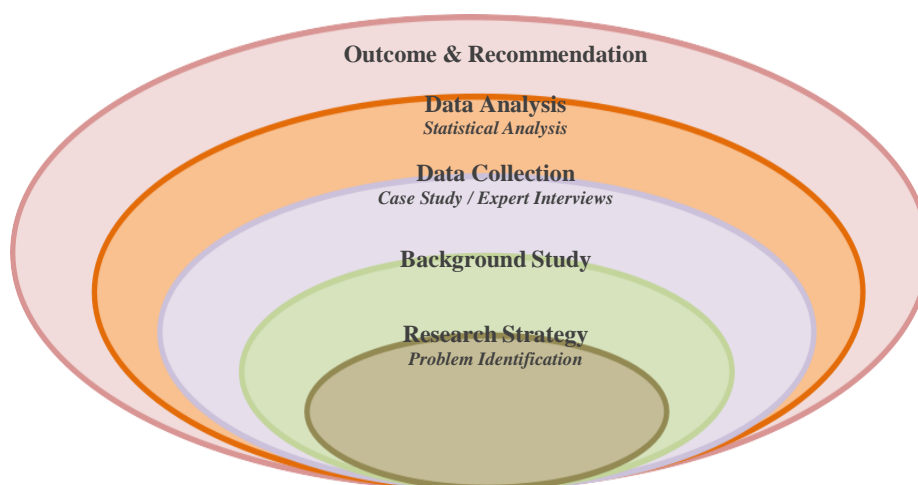 Outcome & Recommendation
Data Analysis
Statistical Analysis
Data Collection
Case Study / Expert Interviews
Background Study
Research Strategy
Problem Identification